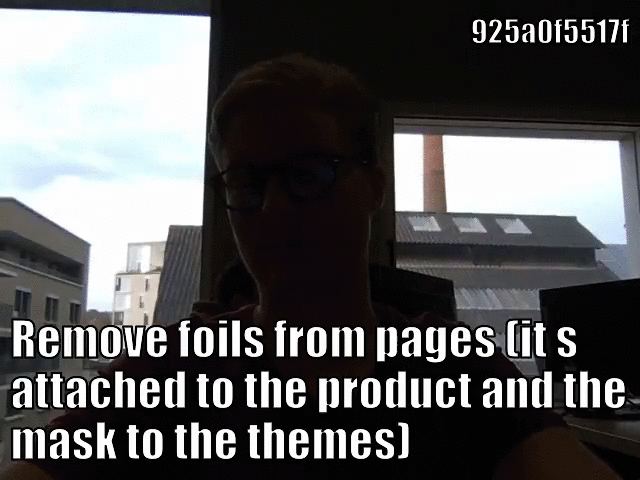 925a0f5517f
Remove foils from pages (it s
attached to the product and the
mask to the themes)